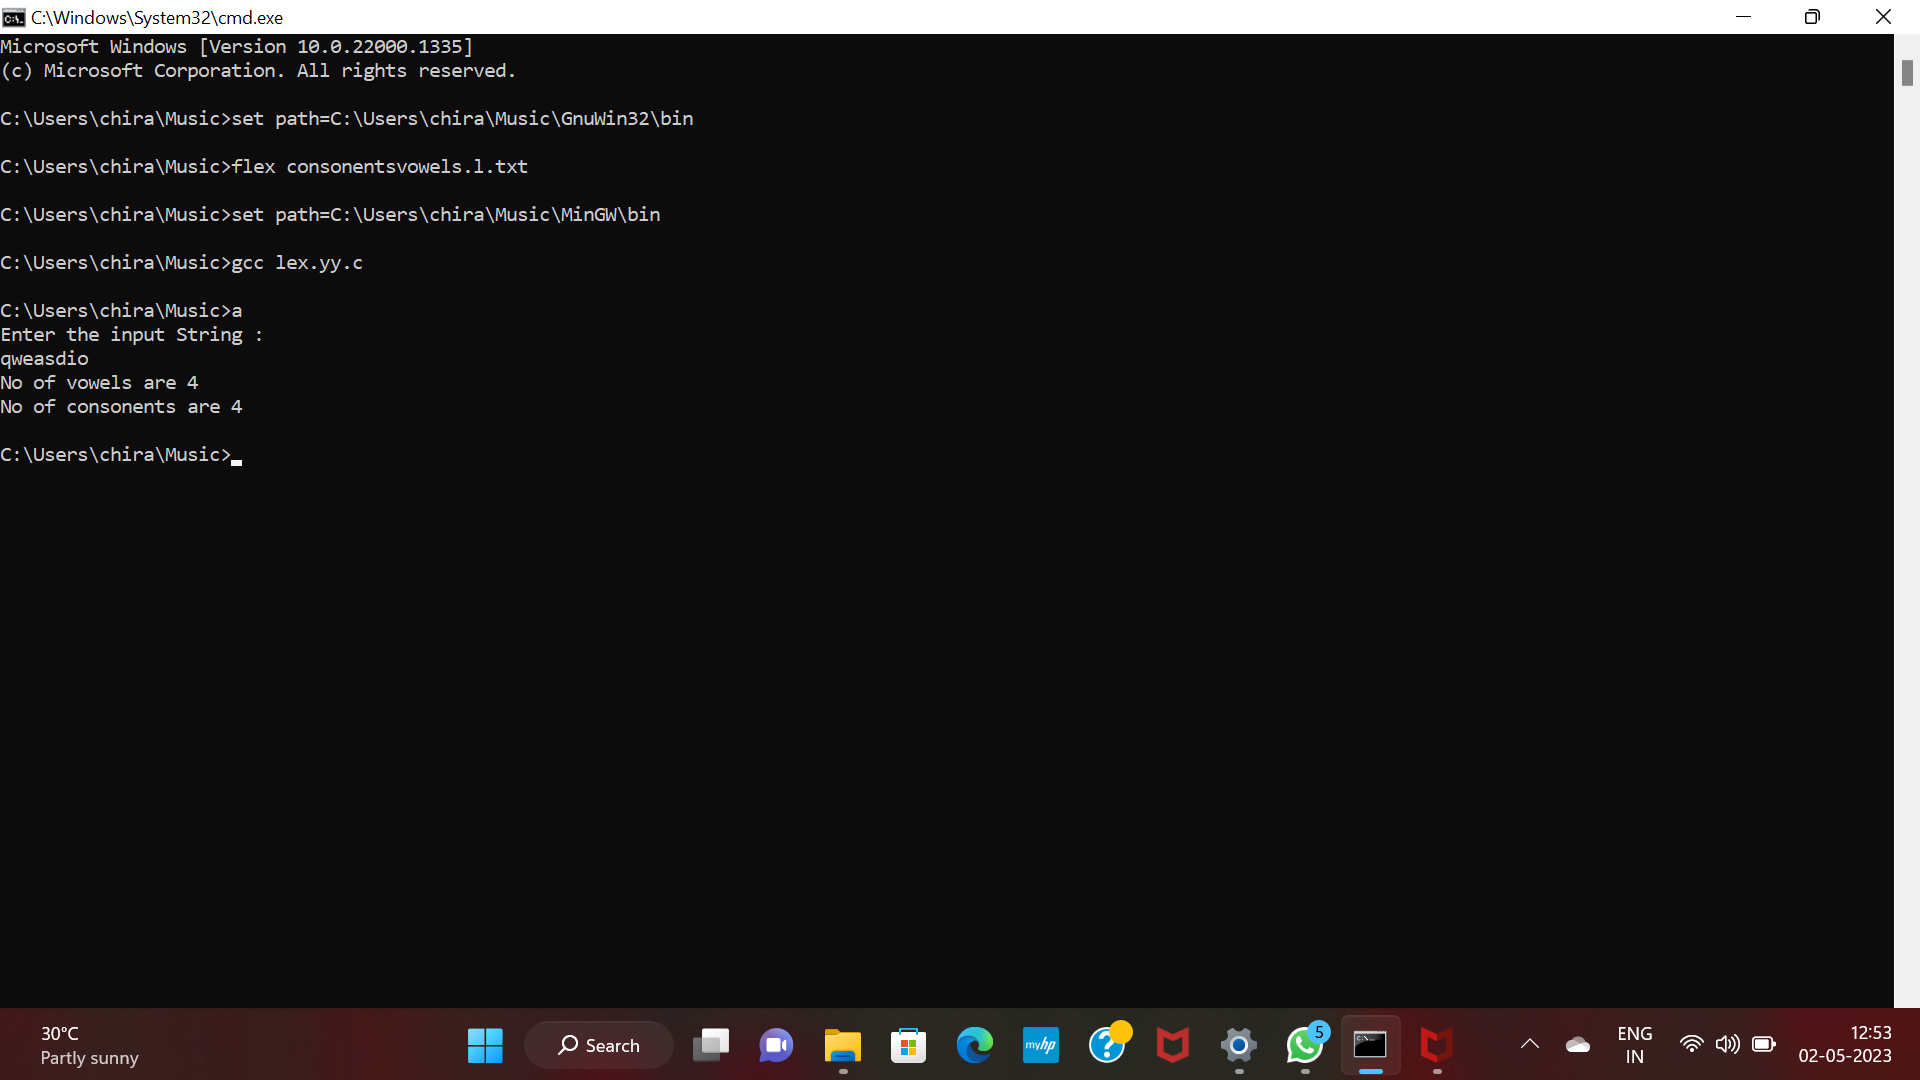 C:\Windows\System32\cmd.exe
Microsoft Windows [Version 10.0.22000.1335]
(c) Microsoft Corporation. All rights reserved.
C:\Users\chira\Music>set path=C:\Users\chira\Music\GnuWin32\bin
C:\Users\chira\Music>flex consonentsvowels.l.txt
C:\Users\chira\Music>set path=C:\Users\chira\Music\MinGW\bin
C:\Users\chira\Music>gcc lex.yy.c
C:\Users\chira\Music>a
Enter the input String :
qweasdio
No of vowels are 4
No of consonents are 4
C:\Users\chira\Music>
30°C
Partly sunny
Search
myhp
5
ENG
IN
12:53
02-05-2023